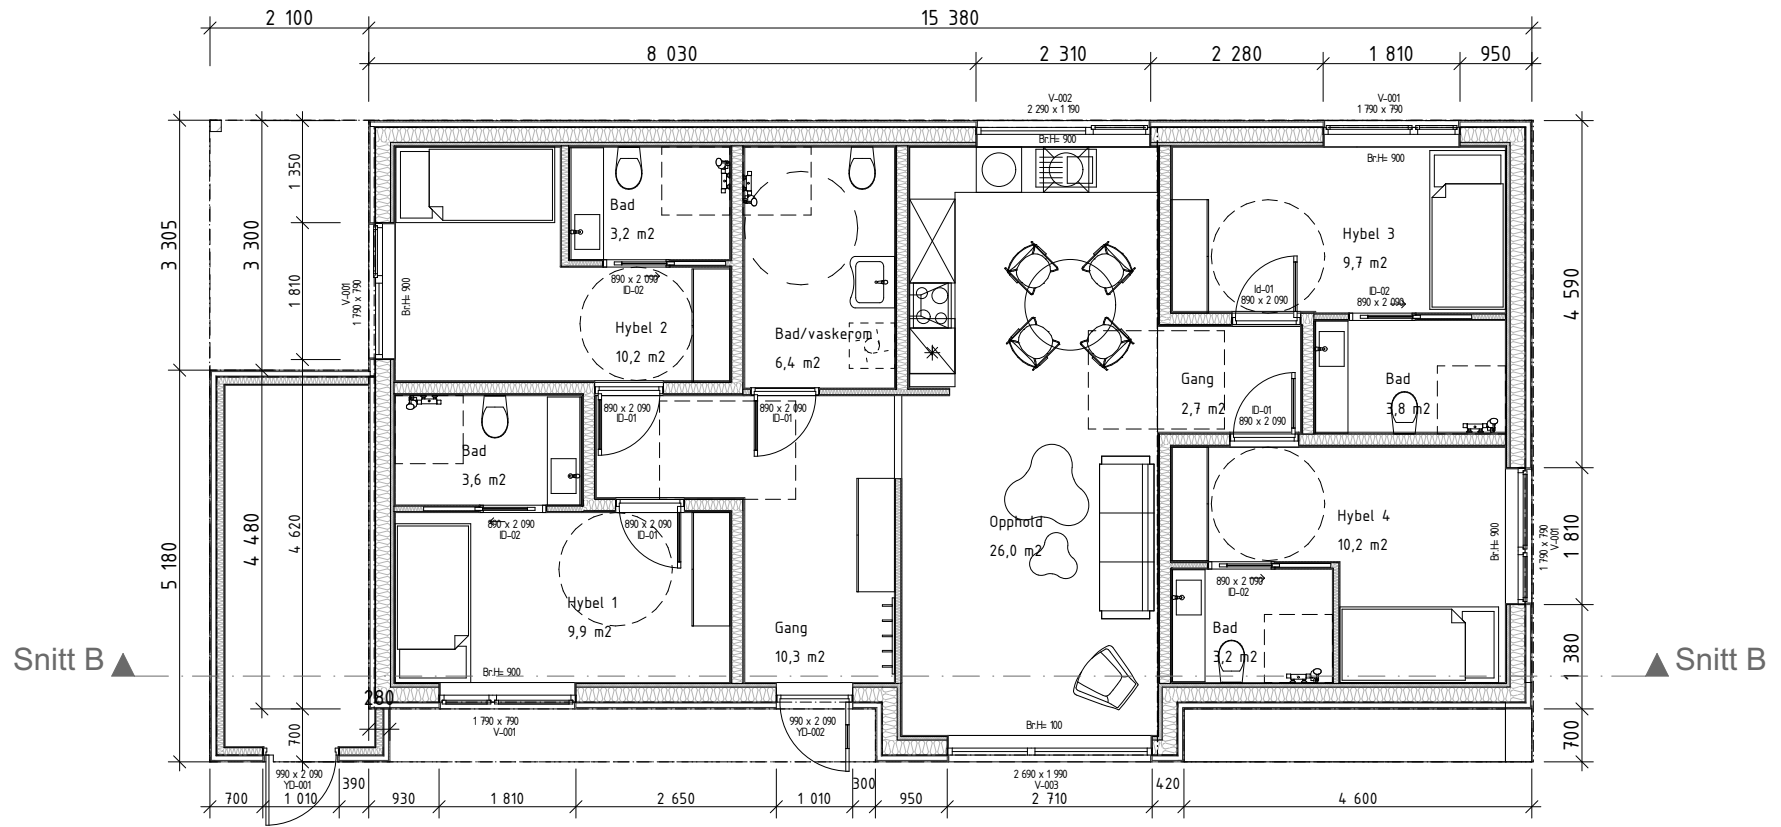 2 100
15 380
8 030
2 310
2 280
1 810
950
V-002
2 290 x 1 190
V-001
1 790 x 790
Br.H= 900
Br.H= 900
1 350
3 305
3 300
1 810
V-001
1 790 x 790
Br.H= 900
Bad
3,2 m2
890 x 2 090
ID-02
Hybel 2
10,2 m2
Bad/vaskerom
6,4 m2
Hybel 3
9,7 m2
Id-01
890 x 2 090
ID-02
890 x 2 090
4 590
Gang
2,7 m2
Bad
3,8 m2
ID-01
890 x 2 090
890 x 2 090
ID-01
890 x 2 090
ID-01
Bad
3,6 m2
890 x 2 090
ID-02
890 x 2 090
ID-01
Opphold
26,0 m2
Hybel 4
10,2 m2
Br.H= 900
1 790 x 790
V-001
1 810
4 480
4 620
5 180
890 x 2 090
ID-02
Hybel 1
9,9 m2
Gang
10,3 m2
Bad
3,2 m2
1 380
Snitt B
Snitt B
Br.H= 900
280
700
1 790 x 790
V-001
990 x 2 090
YD-002
Br.H= 100
700
990 x 2 090
YD-001
2 690 x 1 990
V-003
700
1 010
390
930
1 810
2 650
1 010
300
950
2 710
420
4 600